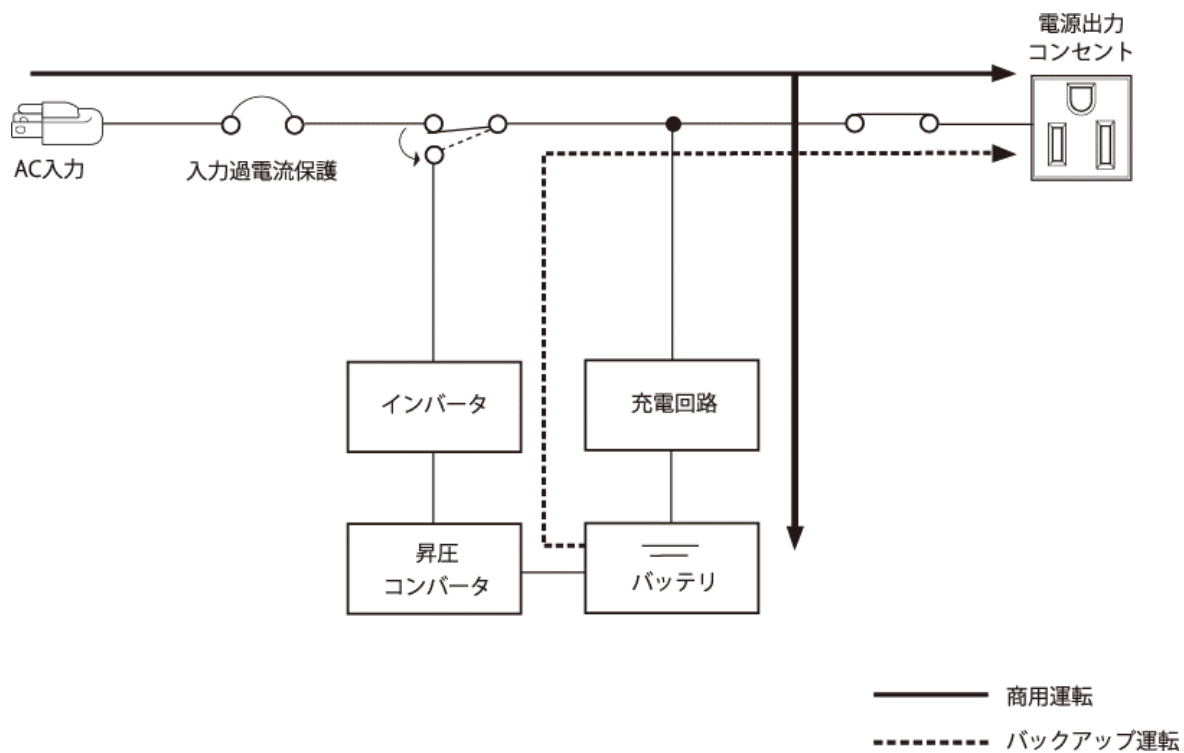 電源出力
コンセント
AC入力
入力過電流保護
インバータ
充電回路
昇圧
コンバータ
バッテリ
商用運転
バックアップ運転